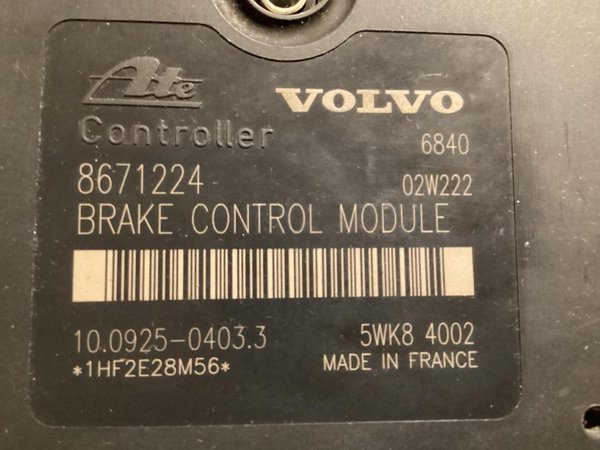 Ate VOLVO
Controller 6840
8671224 02W222
BRAKE CONTROL MODULE
10.0925-0403.3 5WK8 4002
*1HF2E28M56* MADE IN FRANCE